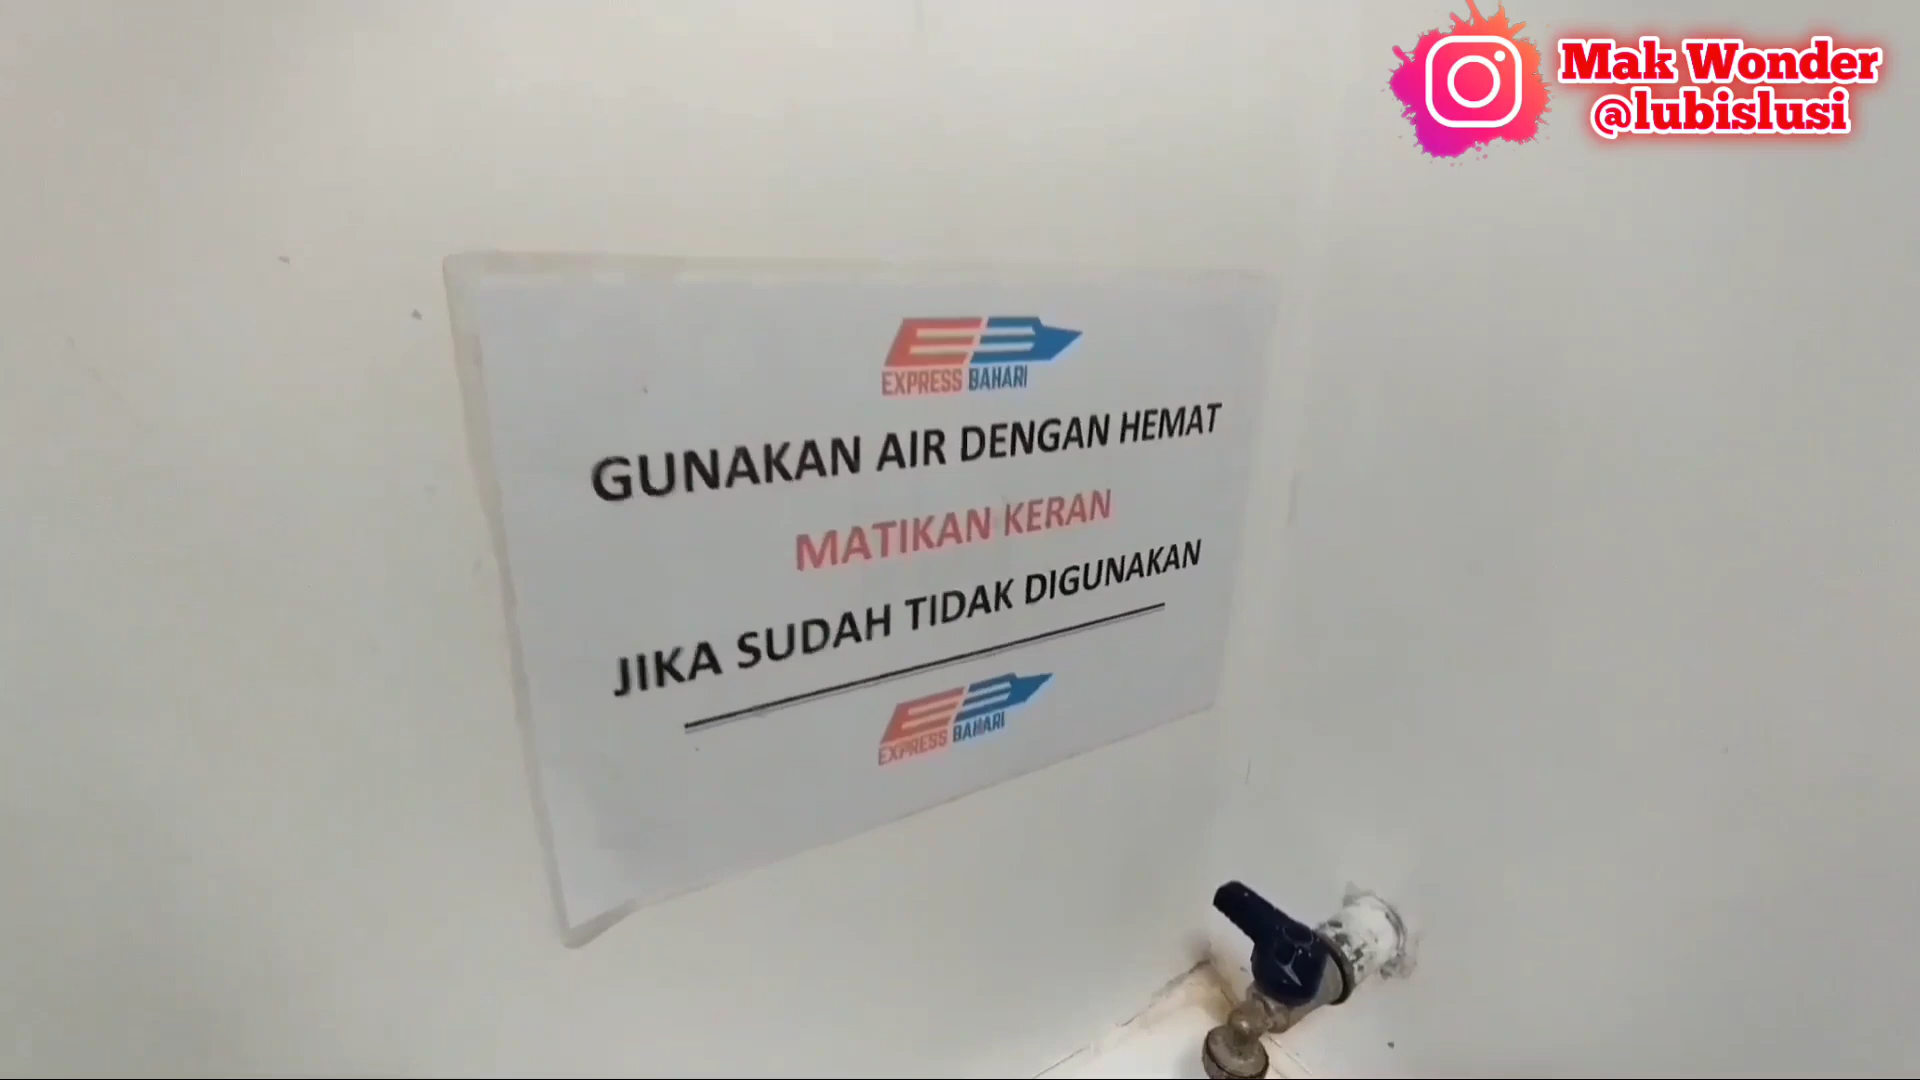 Mak Wonder
@lubislusi
EXPRESS BAHARI
GUNAKAN AIR DENGAN HEMAT
MATIKAN KERAN
JIKA SUDAH TIDAK DIGUNAKAN
EXPRESS BAHARI